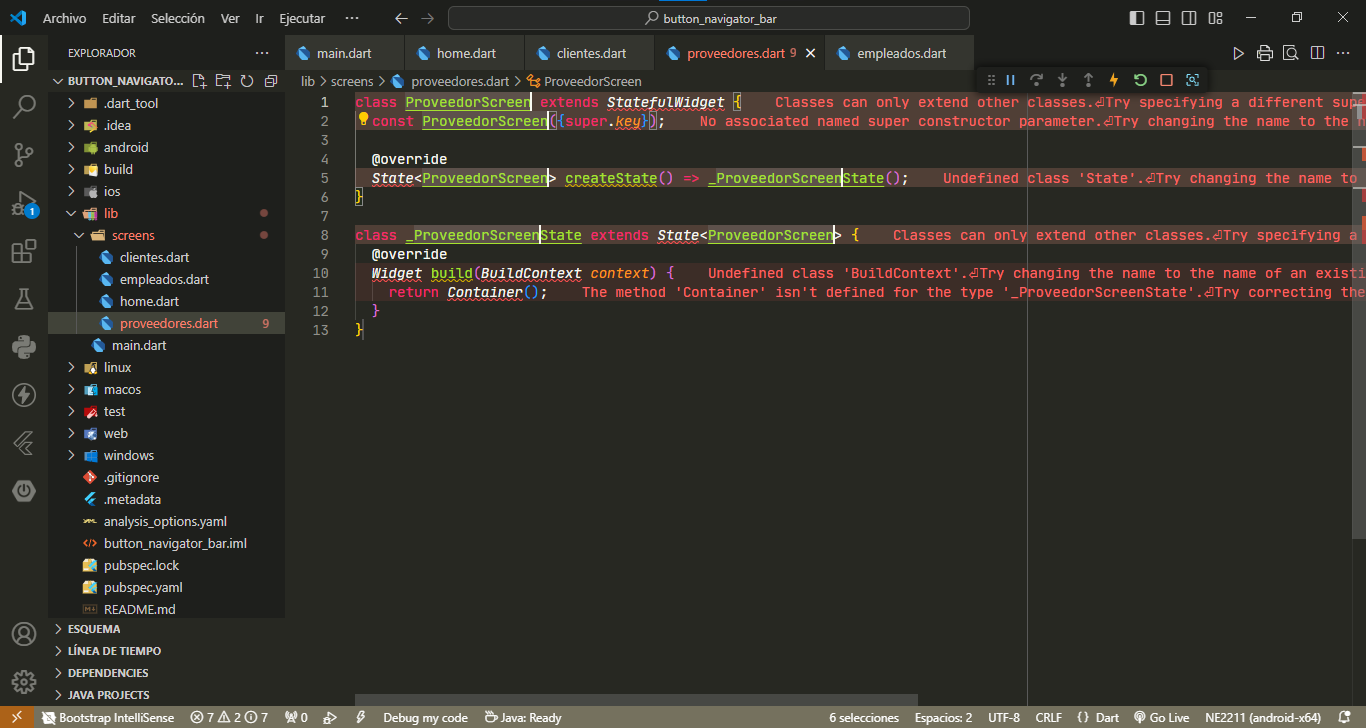 Archivo Editar Selección Ver Ir Ejecutar ··· button_navigator_bar
EXPLORADOR ···
main.dart home.dart clientes.dart proveedores.dart 9 empleados.dart
BUTTON_NAVIGATO...
lib > screens > proveedores.dart > ProveedorScreen
.dart_tool
.idea
android
build
ios
lib
screens
clientes.dart
empleados.dart
home.dart
proveedores.dart 9
main.dart
linux
macos
test
web
windows
.gitignore
.metadata
analysis_options.yaml
button_navigator_bar.iml
pubspec.lock
pubspec.yaml
README.md
ESQUEMA
LÍNEA DE TIEMPO
DEPENDENCIES
JAVA PROJECTS
1
1 class ProveedorScreen extends StatefulWidget { Classes can only extend other classes.⏎Try specifying a different sup
2 const ProveedorScreen({super.key}); No associated named super constructor parameter.⏎Try changing the name to the n
3
4 @override
5 State<ProveedorScreen> createState() => _ProveedorScreenState(); Undefined class 'State'.⏎Try changing the name to
6 }
7
8 class _ProveedorScreenState extends State<ProveedorScreen> { Classes can only extend other classes.⏎Try specifying a
9 @override
10 Widget build(BuildContext context) { Undefined class 'BuildContext'.⏎Try changing the name to the name of an existi
11 return Container(); The method 'Container' isn't defined for the type '_ProveedorScreenState'.⏎Try correcting the
12 }
13 }
Bootstrap IntelliSense 7 2 7 0 Debug my code Java: Ready 6 selecciones Espacios: 2 UTF-8 CRLF {} Dart Go Live NE2211 (android-x64)